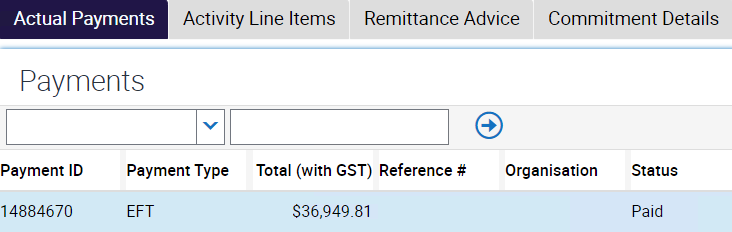 Actual Payments Activity Line Items Remittance Advice Commitment Details
Payments
Payment ID Payment Type Total (with GST) Reference # Organisation Status
14884670 EFT $36,949.81 Paid